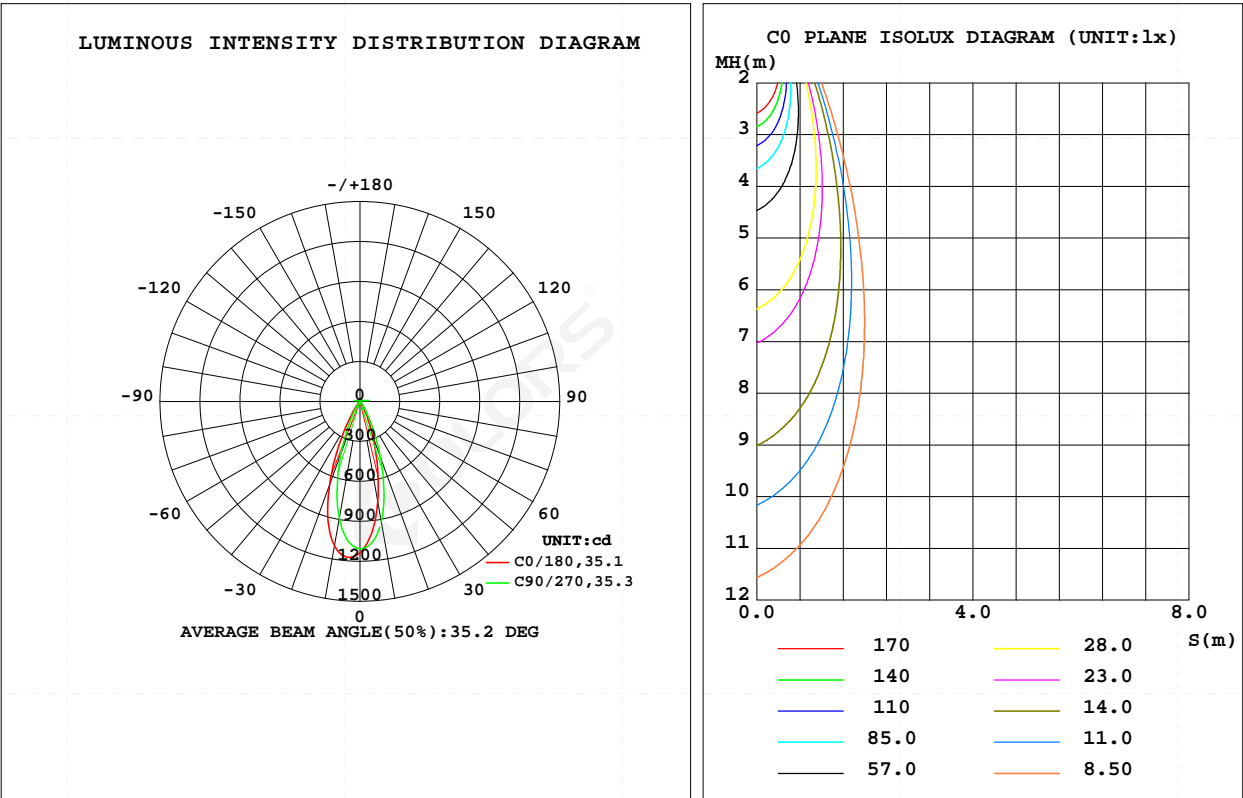 LUMINOUS INTENSITY DISTRIBUTION DIAGRAM
-/+180
-150 150
-120 120
-90 0 90
300
600
-60 900 60
UNIT:cd
1200
C0/180,35.1
-30 1500 30
C90/270,35.3
0
AVERAGE BEAM ANGLE(50%):35.2 DEG
C0 PLANE ISOLUX DIAGRAM (UNIT:lx)
MH(m)
2
3
4
5
6
7
8
9
10
11
12
0.0 4.0 8.0
S(m)
170 28.0
140 23.0
110 14.0
85.0 11.0
57.0 8.50